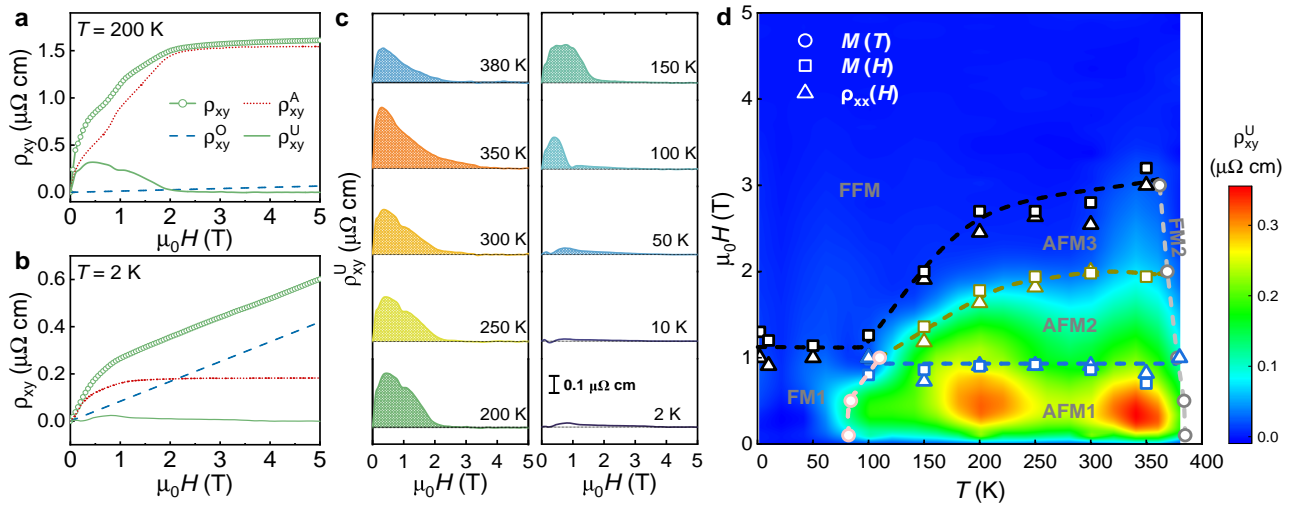 a
T = 200 K
1.5
1.0
0.5
0.0
ρxy (μΩ cm)
ρxy
ρxyA
ρxyO
ρxyU
0 1 2 3 4 5
μ0H (T)
b
T = 2 K
0.6
0.4
0.2
0.0
ρxy (μΩ cm)
0 1 2 3 4 5
μ0H (T)
c
380 K
350 K
300 K
250 K
200 K
ρxyU (μΩ cm)
0 1 2 3 4 5
μ0H (T)
150 K
100 K
50 K
10 K
0.1 μΩ cm
2 K
0 1 2 3 4 5
μ0H (T)
d
M (T)
M (H)
ρxx(H)
FFM
AFM3
FM2
AFM2
FM1
AFM1
5
4
3
2
1
0
μ0H (T)
0 50 100 150 200 250 300 350 400
T (K)
ρxyU
(μΩ cm)
0.3
0.2
0.1
0.0